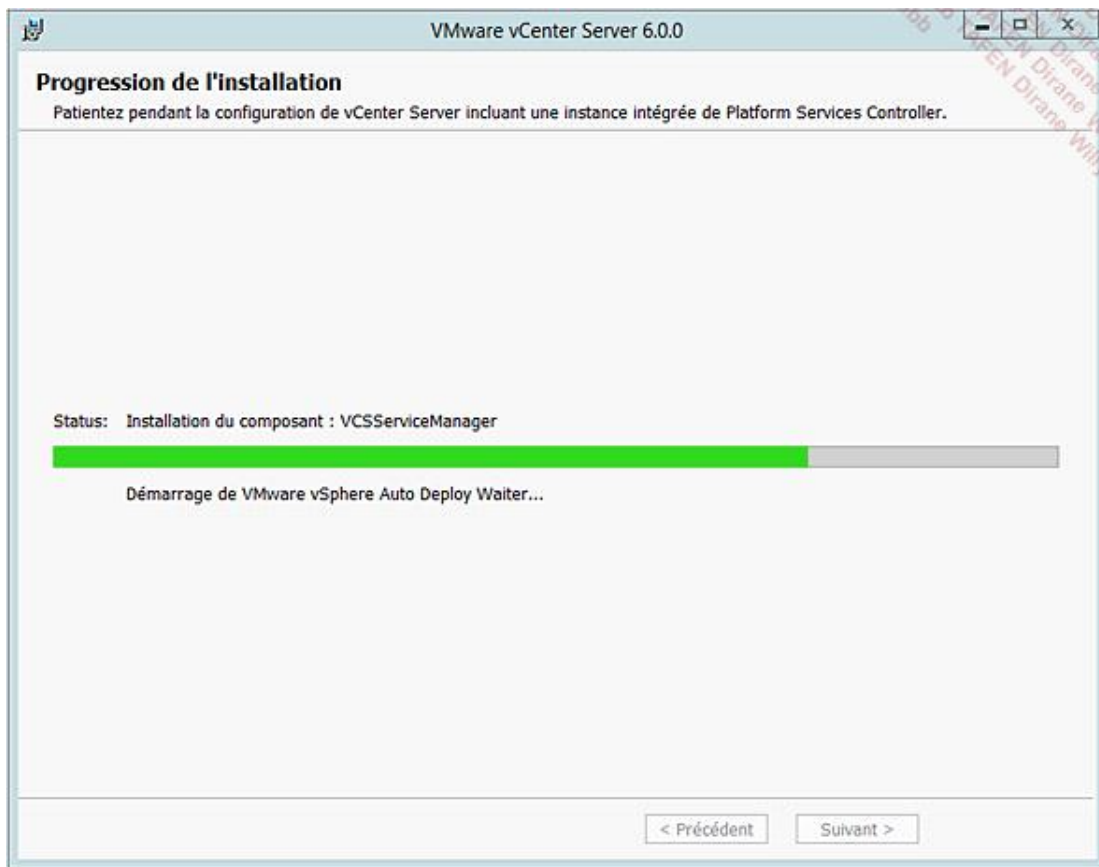 VMware vCenter Server 6.0.0
Progression de l'installation
Patientez pendant la configuration de vCenter Server incluant une instance intégrée de Platform Services Controller.
Status: Installation du composant : VCSServiceManager
Démarrage de VMware vSphere Auto Deploy Waiter...
< Précédent Suivant >